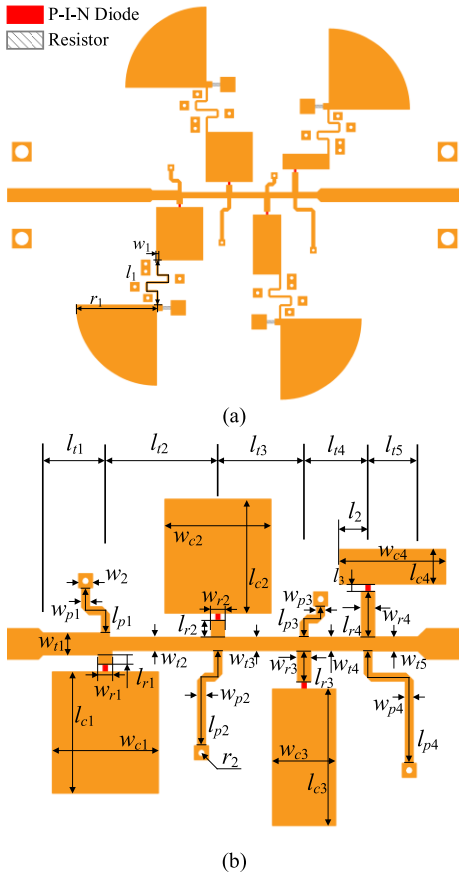 P-I-N Diode
Resistor
w1
l1
r1
(a)
lt1 lt2 lt3 lt4 lt5
l2
wc2 lc2 wc4 lc4
w2 wr2 wp3 l3
wp1 lp1 lr2 lp3 lr4 wr4
wt1 wt2 wt3 wt4 wt5
wr1 lr1 wr3 lr3
lc1 wp2 wp4
wc1 lp2 wc3 lp4
r2 lc3
(b)